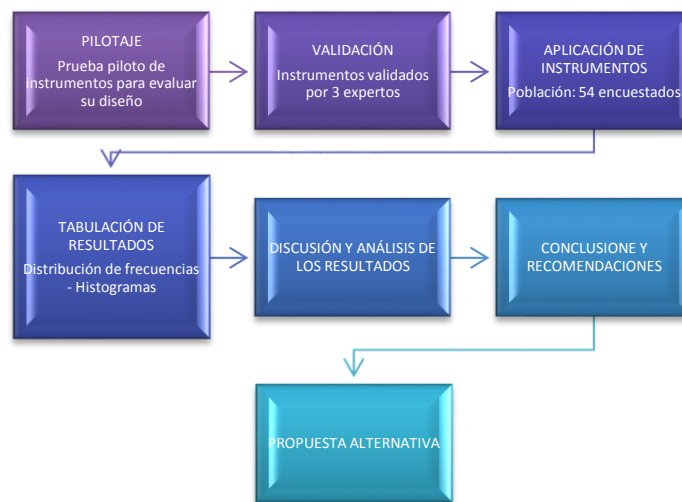 PILOTAJE
Prueba piloto de
instrumentos para evaluar
su diseño
VALIDACIÓN
Instrumentos validados
por 3 expertos
APLICACIÓN DE
INSTRUMENTOS
Población: 54 encuestados
TABULACIÓN DE
RESULTADOS
Distribución de frecuencias
- Histogramas
DISCUSIÓN Y ANÁLISIS DE
LOS RESULTADOS
CONCLUSIONE Y
RECOMENDACIONES
PROPUESTA ALTERNATIVA